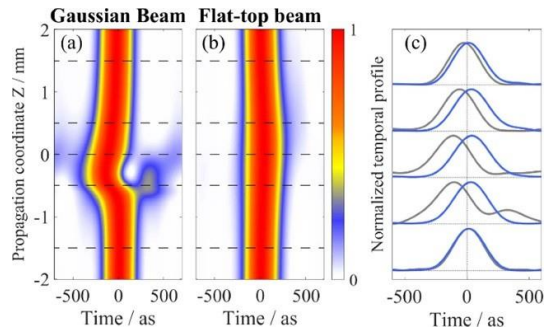 Gaussian Beam
Flat-top beam
(a)
(b)
(c)
Propagation coordinate Z / mm
2
1
0
-1
-2
1
0
Normalized temporal profile
-500
0
500
-500
0
500
-500
0
500
Time / as
Time / as
Time / as